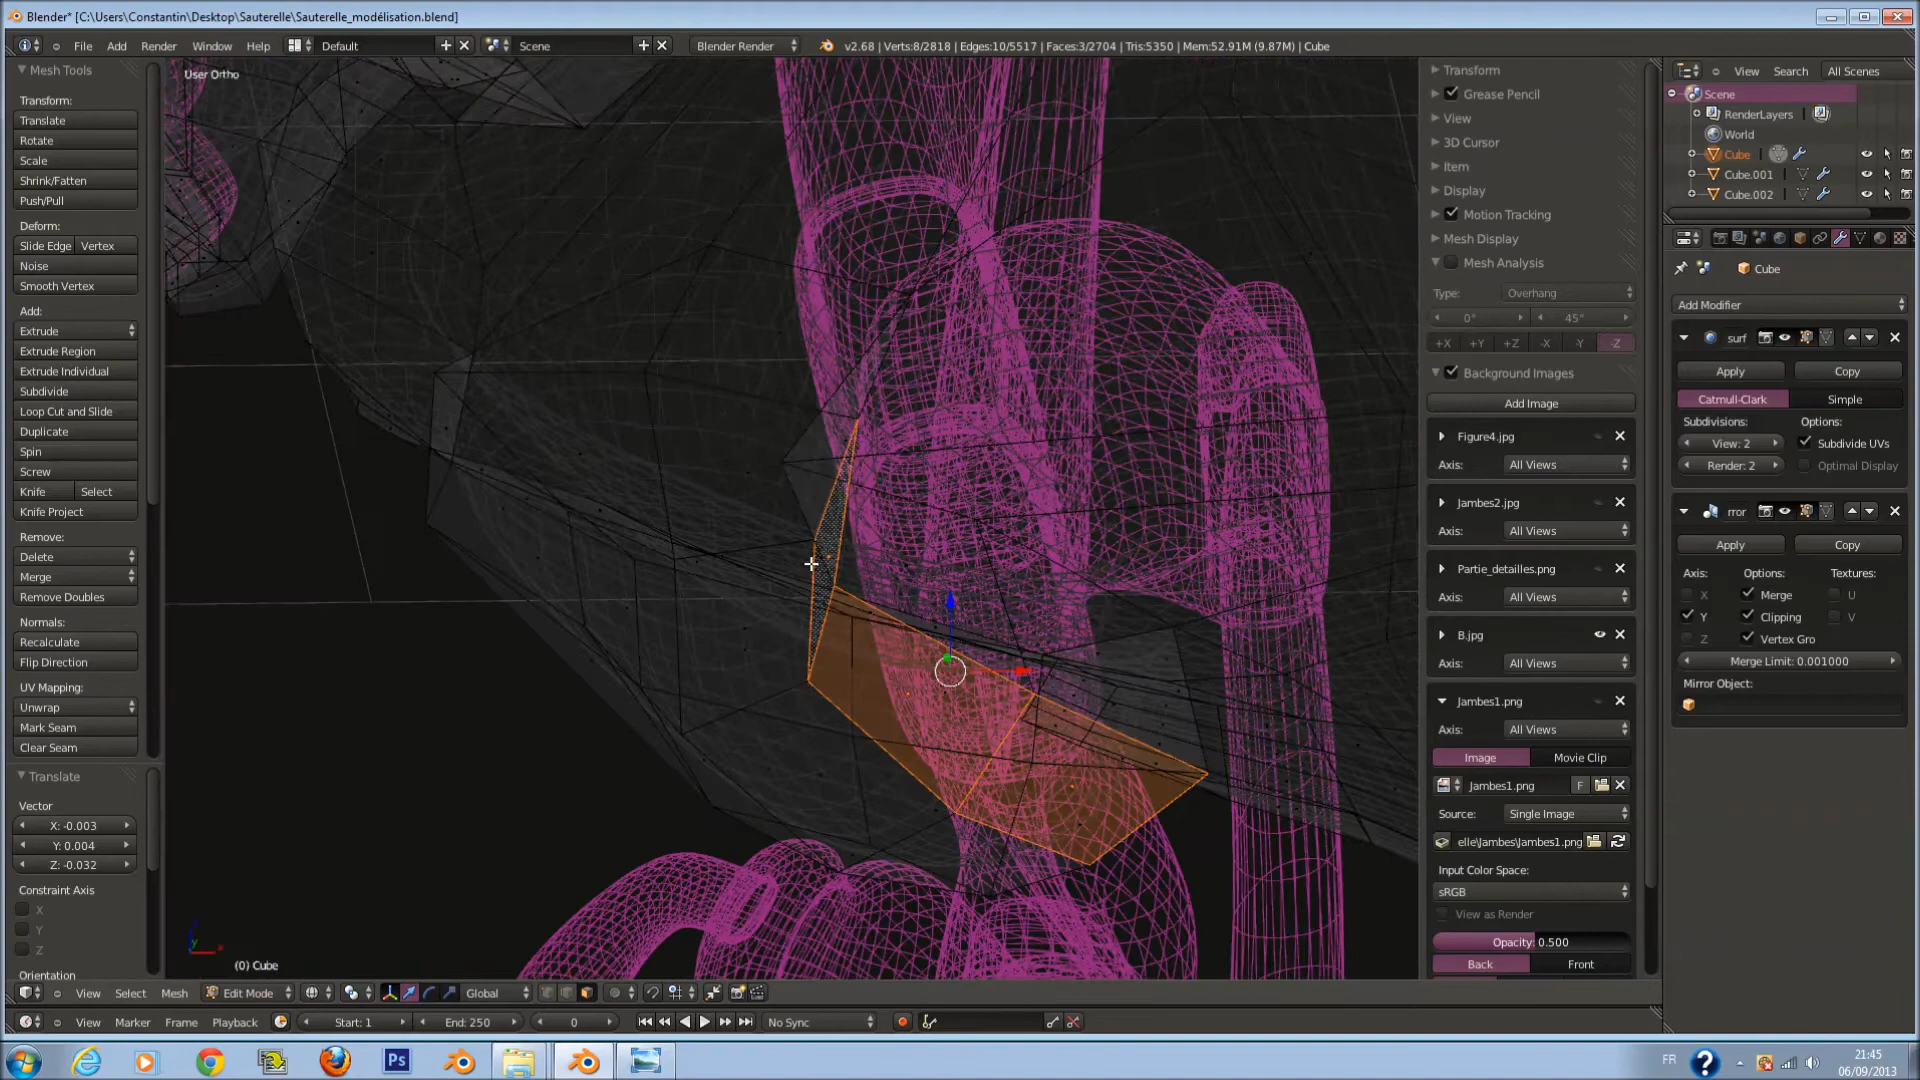 Blender* [C:\Users\Constantin\Desktop\Sauterelle\Sauterelle_modélisation.blend]
File Add Render Window Help Default Scene Blender Render v2.68 | Verts:8/2818 | Edges:10/5517 | Faces:3/2704 | Tris:5350 | Mem:52.91M (9.87M) | Cube
Mesh Tools
Transform:
Translate
Rotate
Scale
Shrink/Fatten
Push/Pull
Deform:
Slide Edge Vertex
Noise
Smooth Vertex
Add:
Extrude
Extrude Region
Extrude Individual
Subdivide
Loop Cut and Slide
Duplicate
Spin
Screw
Knife Select
Knife Project
Remove:
Delete
Merge
Remove Doubles
Normals:
Recalculate
Flip Direction
UV Mapping:
Unwrap
Mark Seam
Clear Seam
Translate
Vector
X: -0.003
Y: 0.004
Z: -0.032
Constraint Axis
X
Y
Z
Orientation
User Ortho
(0) Cube
Transform
Grease Pencil
View
3D Cursor
Item
Display
Motion Tracking
Mesh Display
Mesh Analysis
Type: Overhang
0° 45°
+X +Y +Z -X -Y -Z
Background Images
Add Image
Figure4.jpg
Axis: All Views
Jambes2.jpg
Axis: All Views
Partie_detailles.png
Axis: All Views
B.jpg
Axis: All Views
Jambes1.png
Axis: All Views
Image Movie Clip
Jambes1.png F
Source: Single Image
elle\Jambes\Jambes1.png
Input Color Space:
sRGB
View as Render
Opacity: 0.500
Back Front
View Search All Scenes
Scene
RenderLayers
World
Cube
Cube.001
Cube.002
Cube
Add Modifier
surf
Apply Copy
Catmull-Clark Simple
Subdivisions: Options:
View: 2 Subdivide UVs
Render: 2 Optimal Display
rror
Apply Copy
Axis: Options: Textures:
X Merge U
Y Clipping V
Z Vertex Gro
Merge Limit: 0.001000
Mirror Object:
View Select Mesh Edit Mode Global
View Marker Frame Playback Start: 1 End: 250 0 No Sync
Ps FR 21:45
06/09/2013